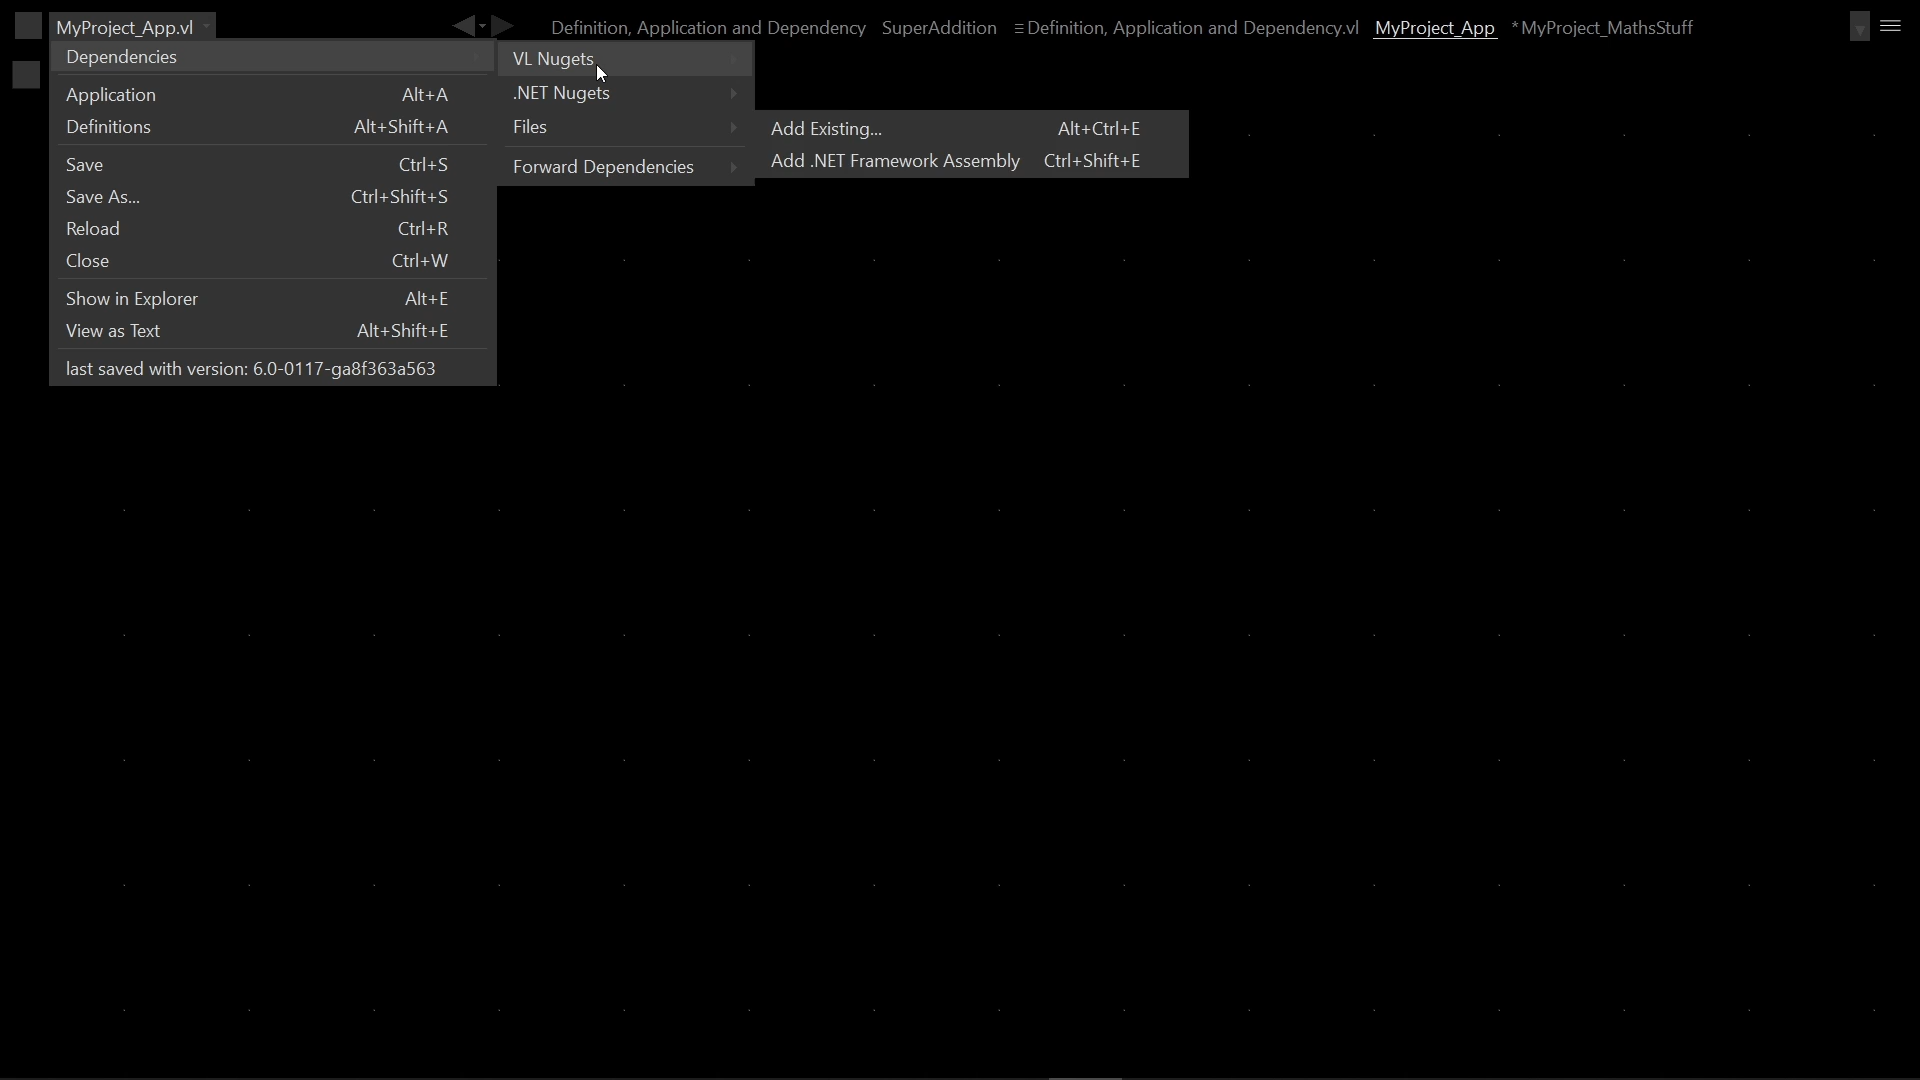 MyProject_App.vl
Definition, Application and Dependency SuperAddition Definition, Application and Dependency.vl MyProject_App *MyProject_MathsStuff
Dependencies
Application Alt+A
Definitions Alt+Shift+A
Save Ctrl+S
Save As... Ctrl+Shift+S
Reload Ctrl+R
Close Ctrl+W
Show in Explorer Alt+E
View as Text Alt+Shift+E
last saved with version: 6.0-0117-ga8f363a563
VL Nugets
.NET Nugets
Files
Forward Dependencies
Add Existing... Alt+Ctrl+E
Add .NET Framework Assembly Ctrl+Shift+E